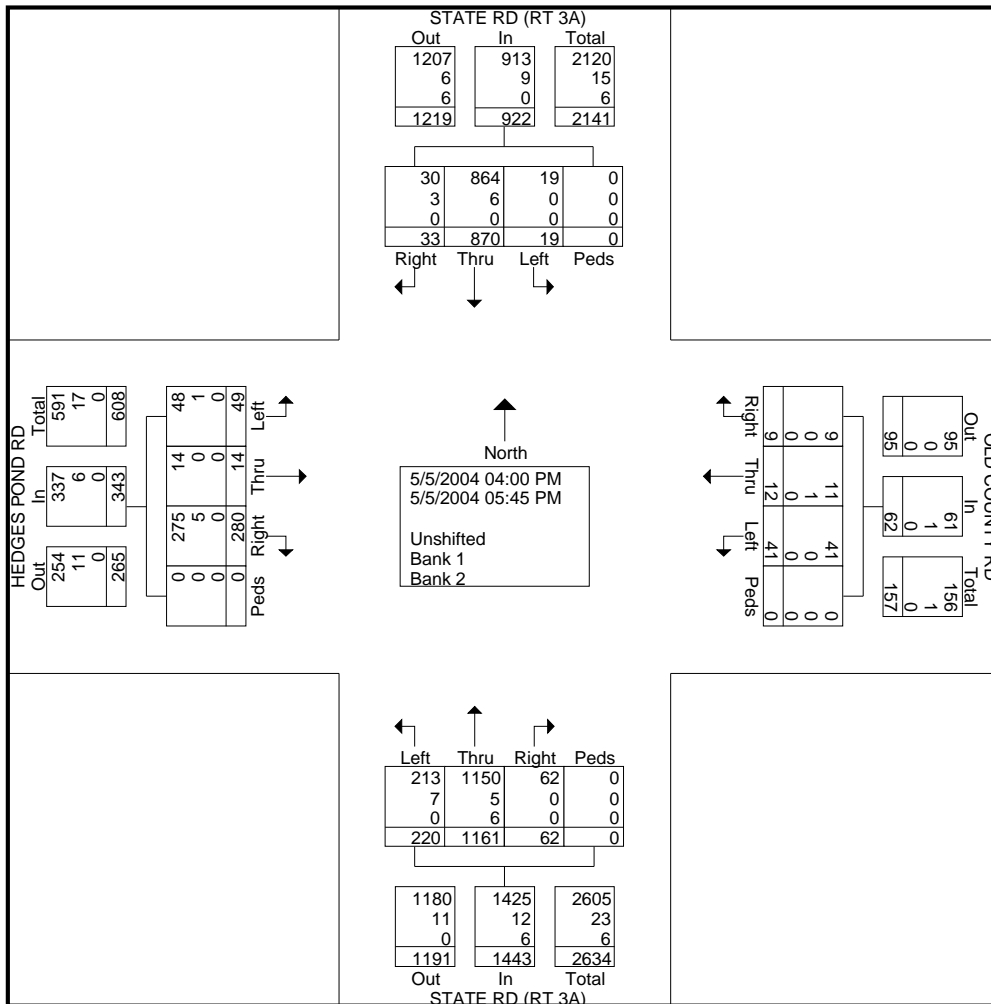 STATE RD (RT 3A)
Out In Total
1207 913 2120
6 9 15
6 0 6
1219 922 2141
30 864 19 0
3 6 0 0
0 0 0 0
33 870 19 0
Right Thru Left Peds
HEDGES POND RD
Total In Out
591 337 254
17 6 11
0 0 0
608 343 265
48 14 275 0
1 0 5 0
0 0 0 0
49 14 280 0
Left Thru Right Peds
North
5/5/2004 04:00 PM
5/5/2004 05:45 PM
Unshifted
Bank 1
Bank 2
OLD COUNTY RD
Out In Total
95 61 156
0 1 1
0 0 0
95 62 157
9 11 41 0
0 1 0 0
0 0 0 0
9 12 41 0
Right Thru Left Peds
Left Thru Right Peds
213 1150 62 0
7 5 0 0
0 6 0 0
220 1161 62 0
1180 1425 2605
11 12 23
0 6 6
1191 1443 2634
Out In Total
STATE RD (RT 3A)